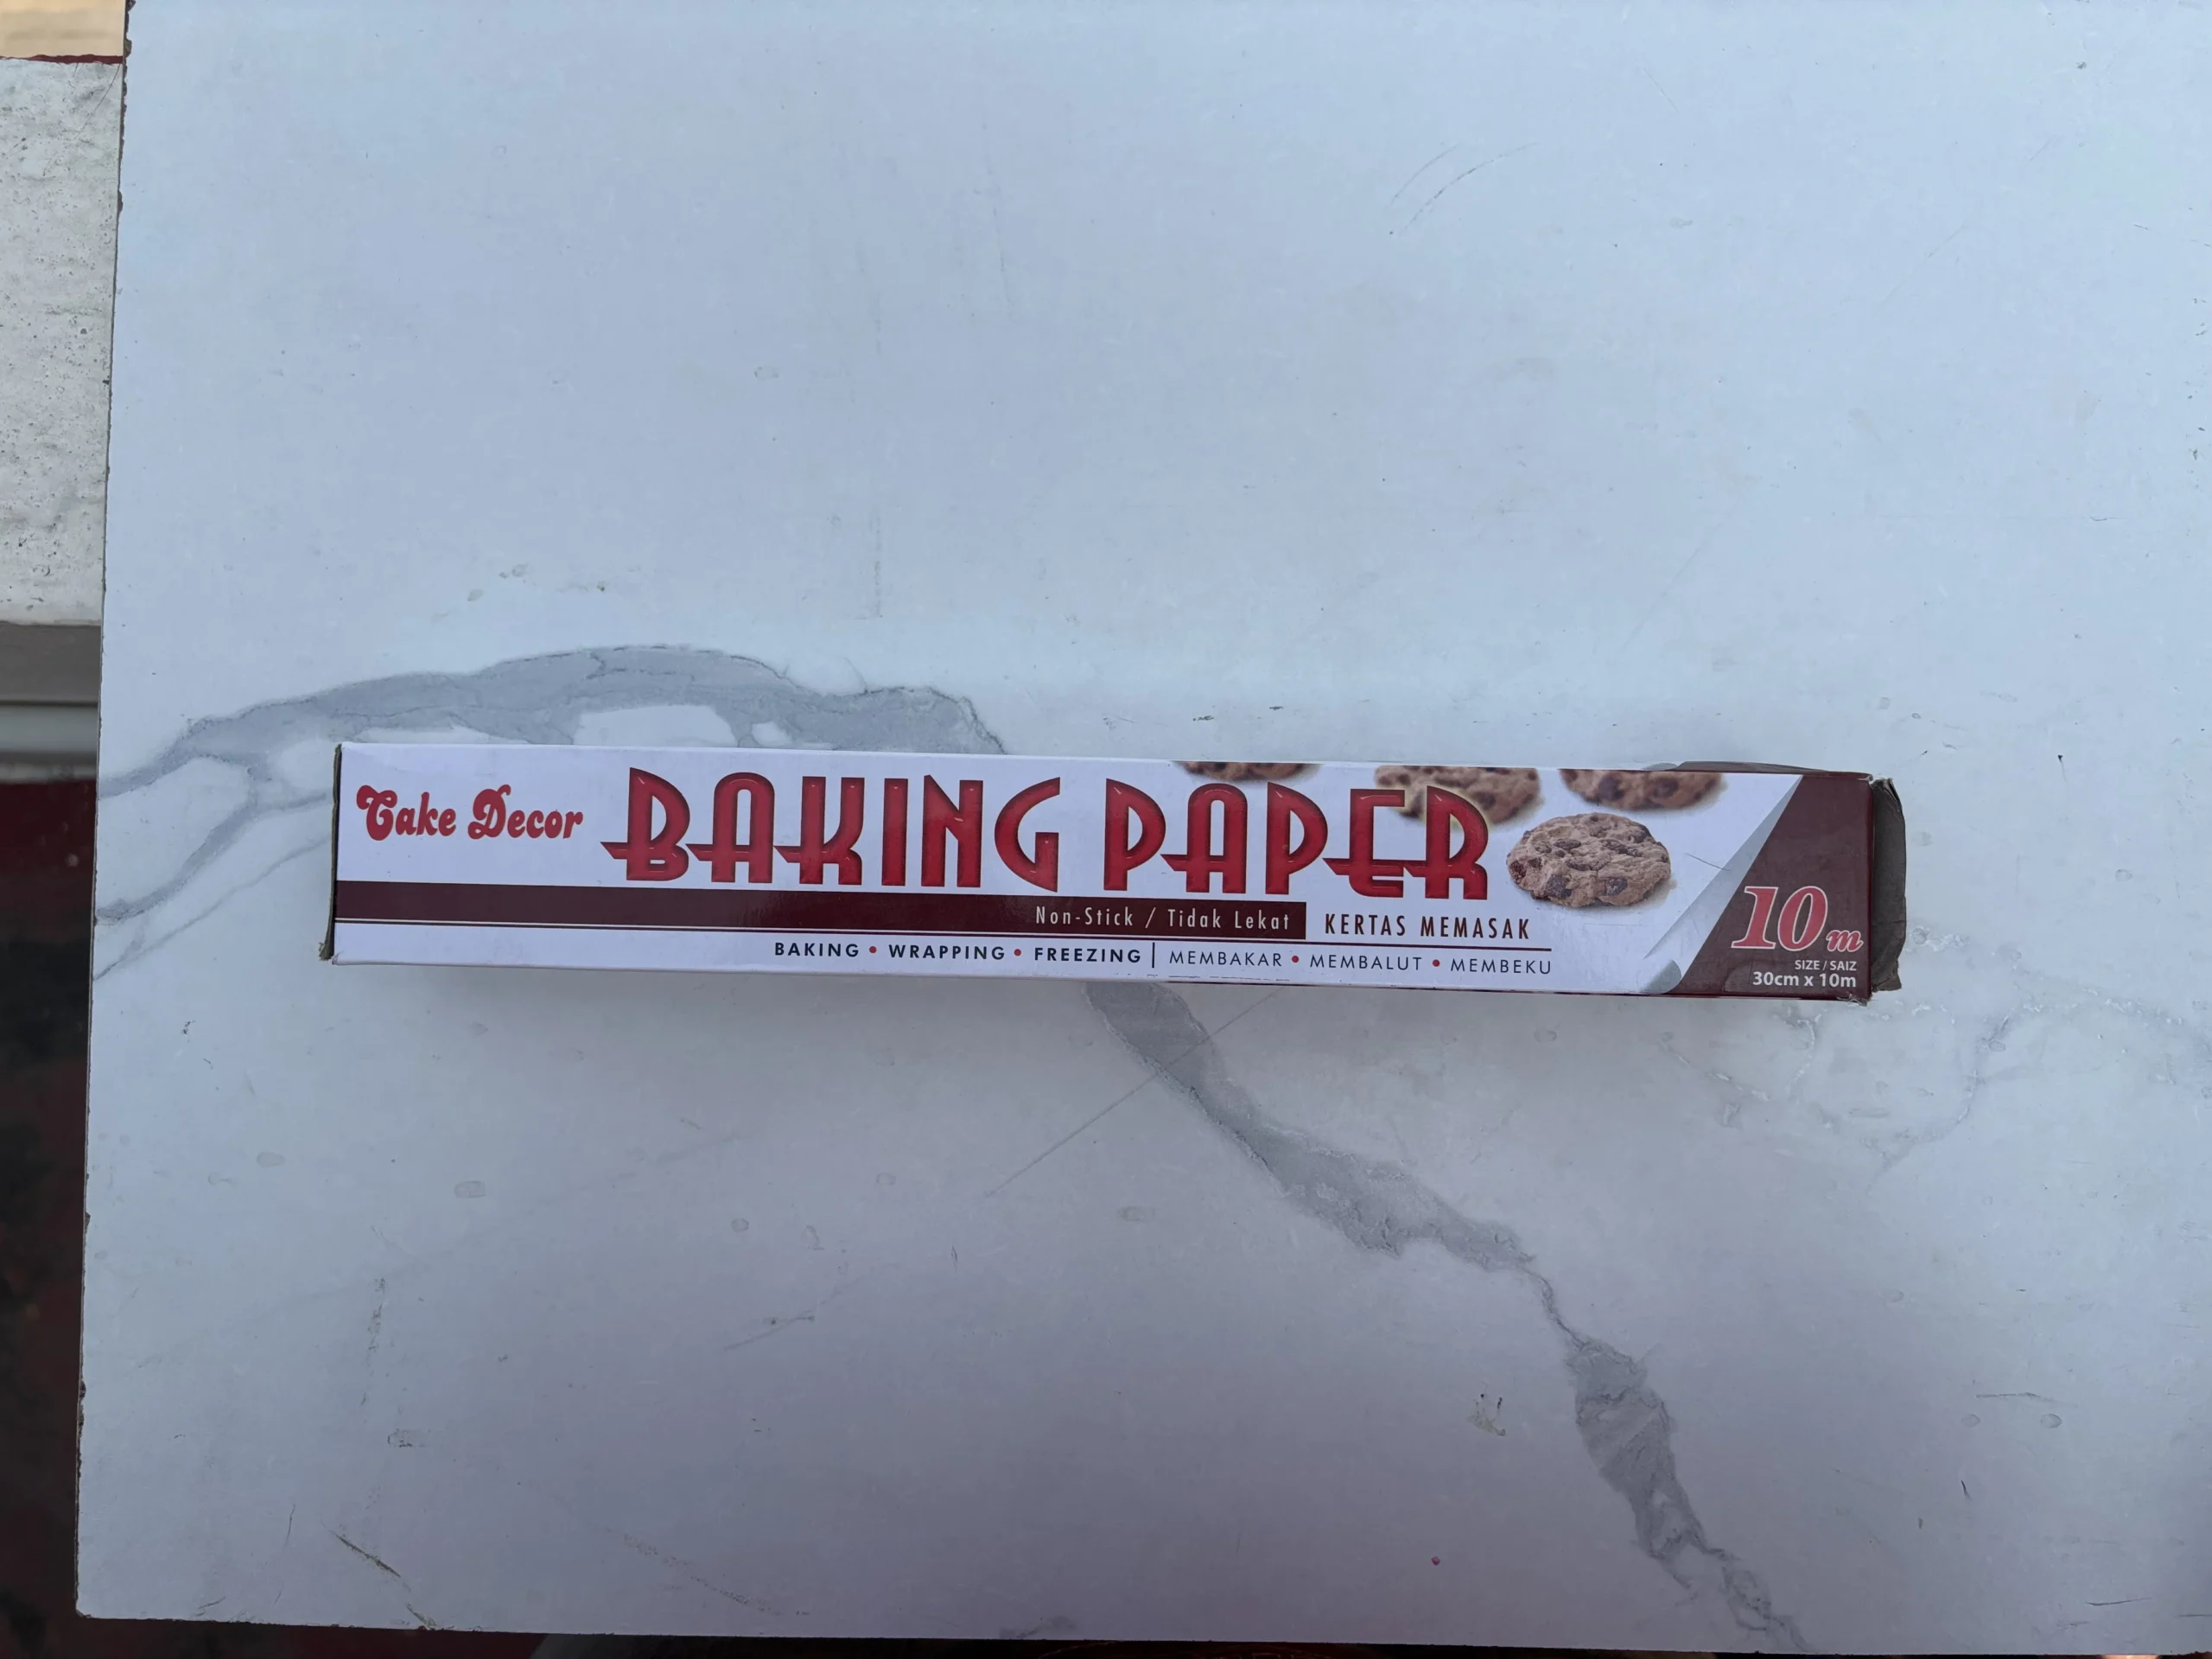 Cake Decor
BAKING PAPER
Non-Stick / Tidak Lekat
KERTAS MEMASAK
BAKING • WRAPPING • FREEZING | MEMBAKAR • MEMBALUT • MEMBEKU
10m
SIZE / SAIZ
30cm x 10m